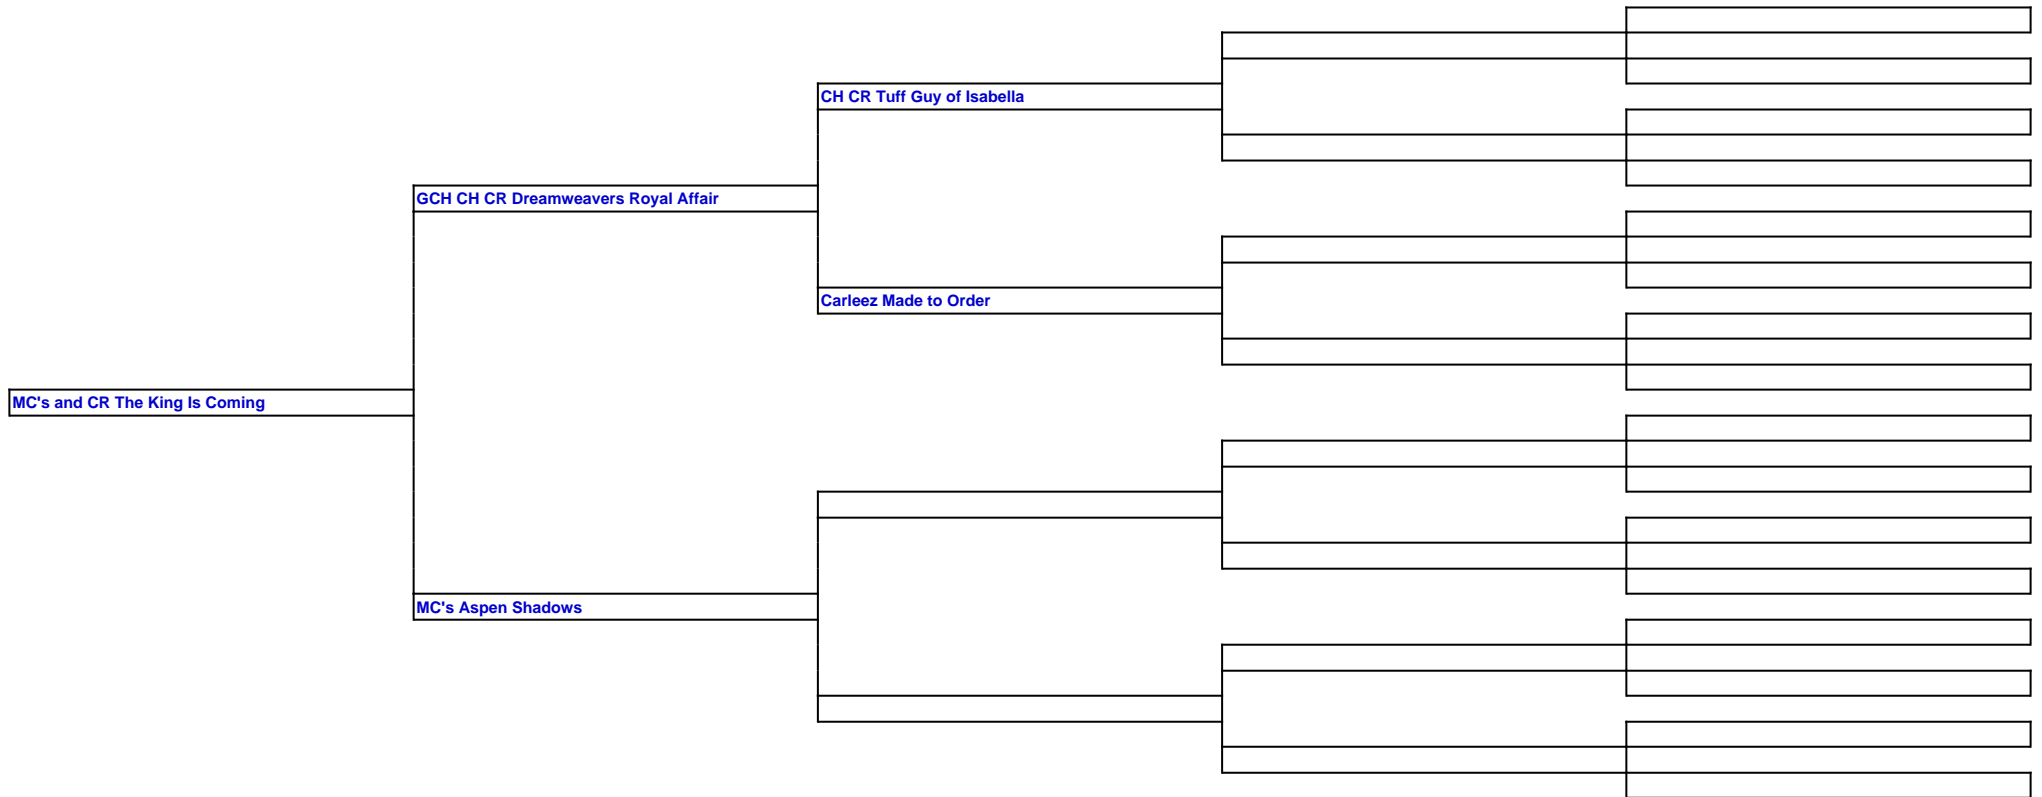 CH CR Tuff Guy of Isabella
GCH CH CR Dreamweavers Royal Affair
Carleez Made to Order
MC's and CR The King Is Coming
MC's Aspen Shadows